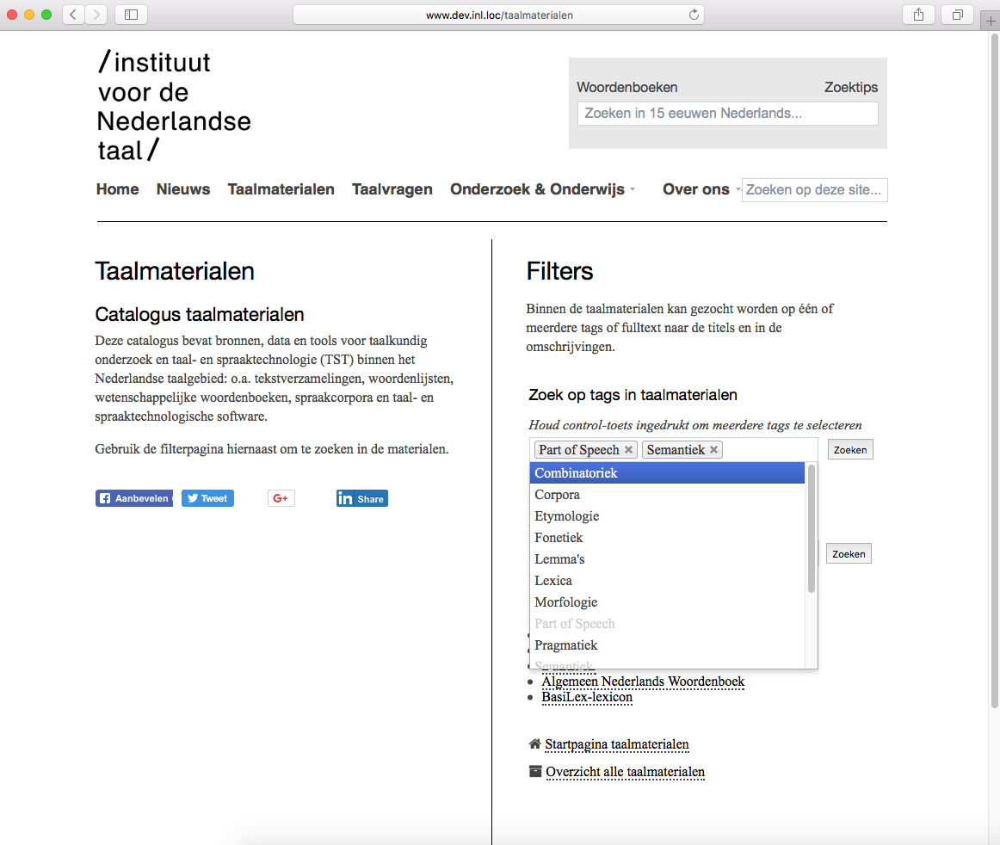 www.dev.inl.loc/taalmaterialen
/instituut
voor de
Nederlandse
taal/
Woordenboeken
Zoektips
Zoeken in 15 eeuwen Nederlands...
Home
Nieuws
Taalmaterialen
Taalvragen
Onderzoek & Onderwijs
Over ons
Zoeken op deze site...
Taalmaterialen
Catalogus taalmaterialen
Deze catalogus bevat bronnen, data en tools voor taalkundig
onderzoek en taal- en spraaktechnologie (TST) binnen het
Nederlandse taalgebied: o.a. tekstverzamelingen, woordenlijsten,
wetenschappelijke woordenboeken, spraakcorpora en taal- en
spraaktechnologische software.
Gebruik de filterpagina hiernaast om te zoeken in de materialen.
Aanbevelen
Tweet
G+
in Share
Filters
Binnen de taalmaterialen kan gezocht worden op één of
meerdere tags of fulltext naar de titels en in de
omschrijvingen.
Zoek op tags in taalmaterialen
Houd control-toets ingedrukt om meerdere tags te selecteren
Part of Speech
Semantiek
Zoeken
Combinatoriek
Corpora
Etymologie
Fonetiek
Lemma's
Zoeken
Lexica
Morfologie
Part of Speech
Pragmatiek
Semantiek
Algemeen Nederlands Woordenboek
BasiLex-lexicon
Startpagina taalmaterialen
Overzicht alle taalmaterialen